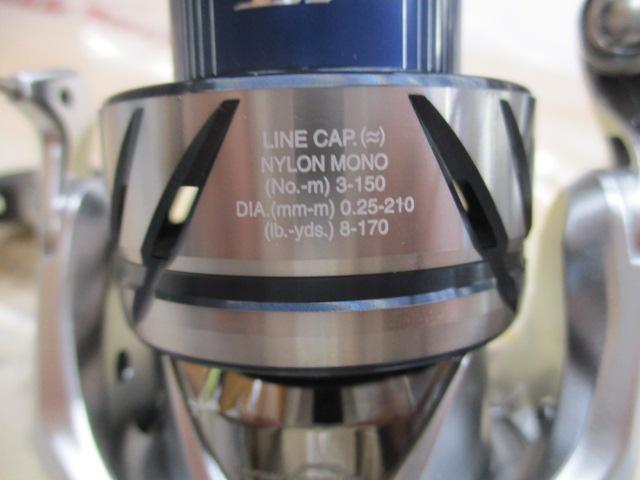 LINE CAP.(≈)
NYLON MONO
(No.-m) 3-150
DIA.(mm-m) 0.25-210
(lb.-yds.) 8-170